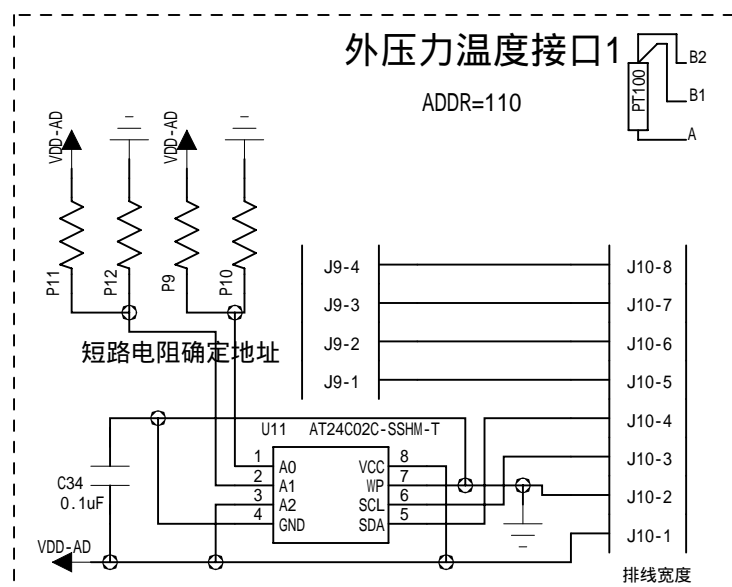 外压力温度接口1
ADDR=110
PT100
B2
B1
A
VDD-AD
VDD-AD
P11
P12
P9
P10
短路电阻确定地址
J9-4
J9-3
J9-2
J9-1
J10-8
J10-7
J10-6
J10-5
J10-4
J10-3
J10-2
J10-1
U11 AT24C02C-SSHM-T
1 A0 VCC 8
2 A1 WP 7
3 A2 SCL 6
4 GND SDA 5
C34
0.1uF
VDD-AD
排线宽度